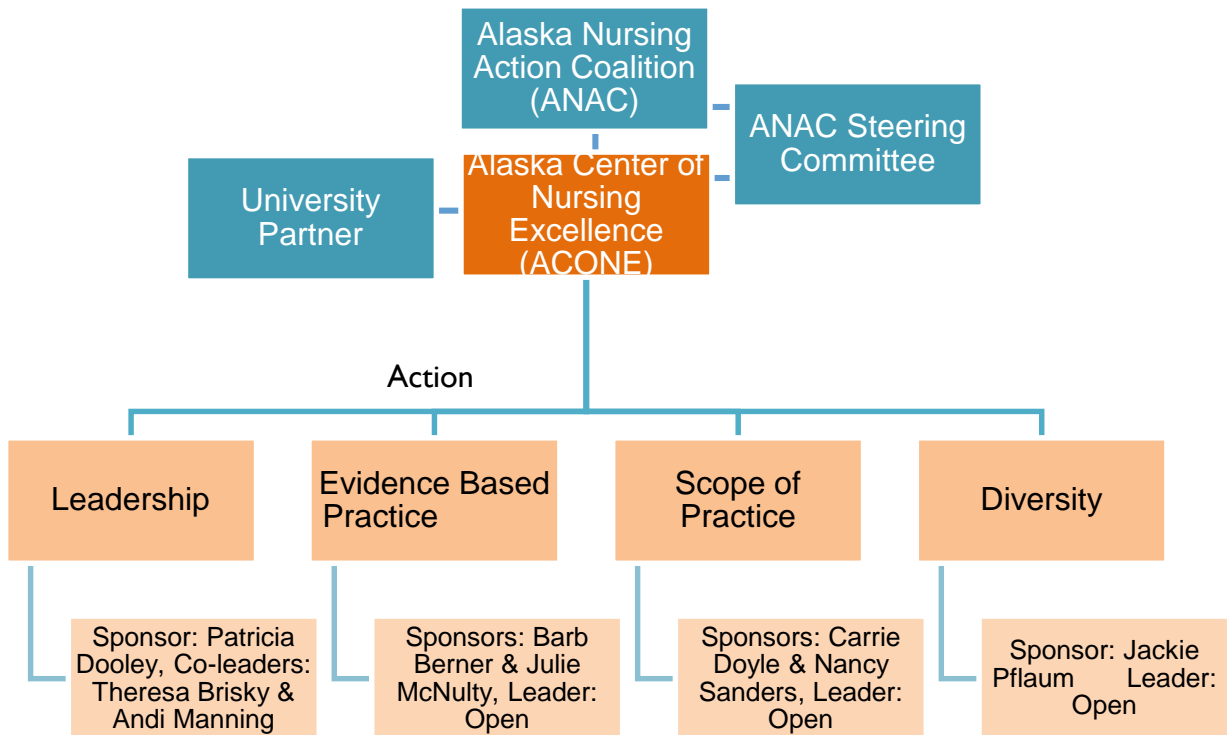 Alaska Nursing
Action Coalition
(ANAC)
ANAC Steering
Committee
University
Partner
Alaska Center of
Nursing
Excellence
(ACONE)
Action
Leadership
Evidence Based
Practice
Scope of
Practice
Diversity
Sponsor: Patricia
Dooley, Co-leaders:
Theresa Brisky &
Andi Manning
Sponsors: Barb
Berner & Julie
McNulty, Leader:
Open
Sponsors: Carrie
Doyle & Nancy
Sanders, Leader:
Open
Sponsor: Jackie
Pflaum Leader:
Open